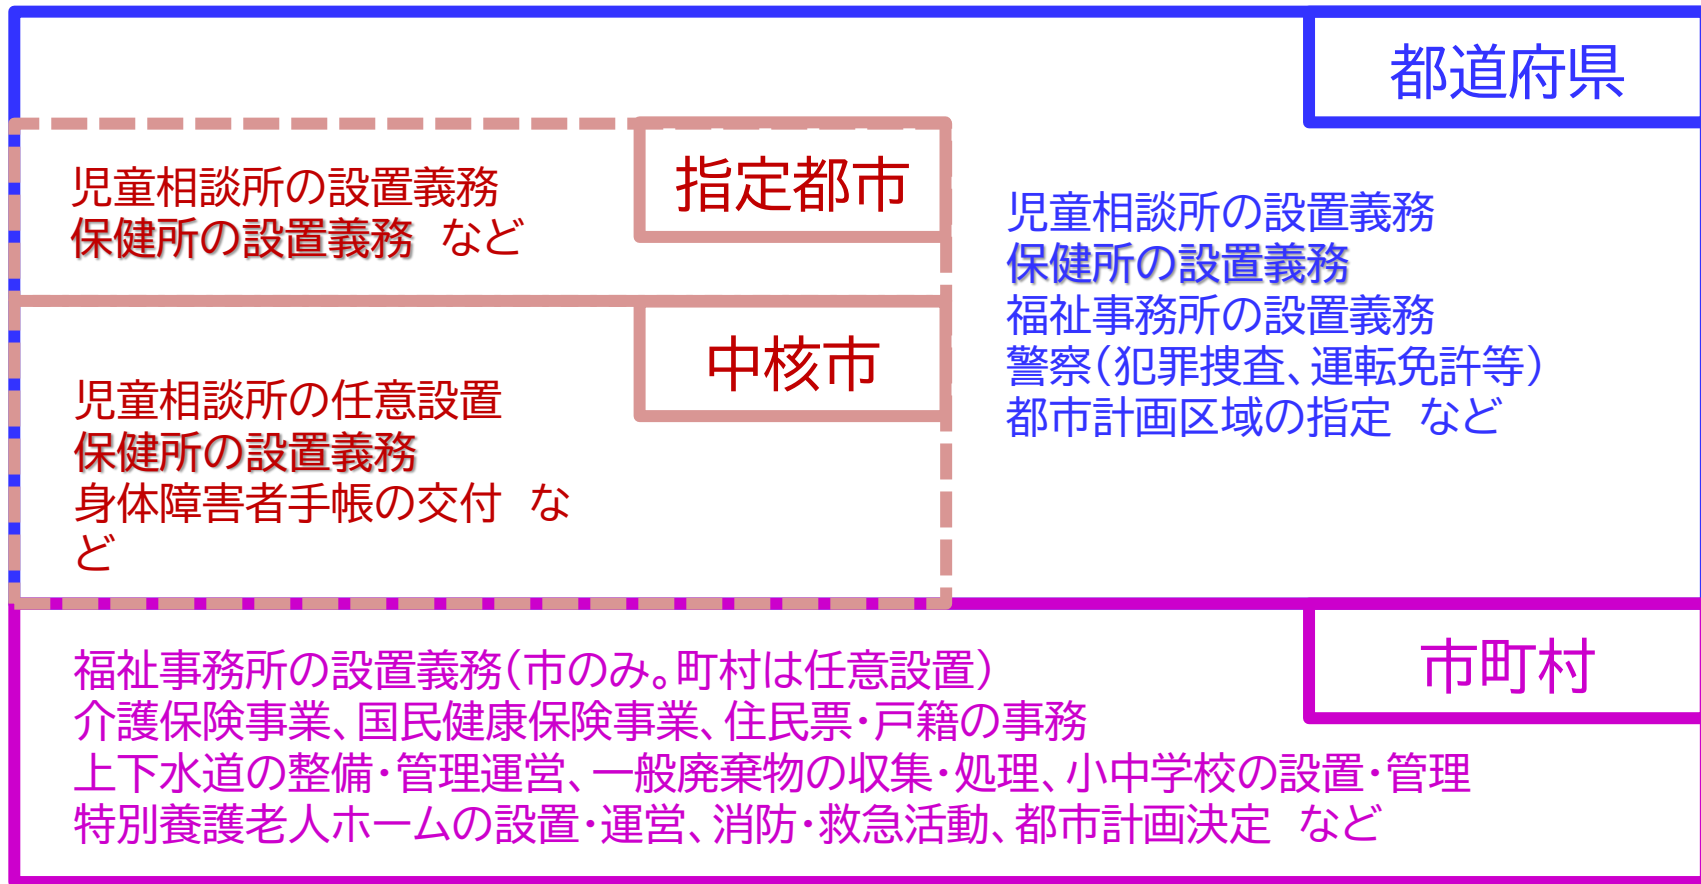 都道府県
指定都市
児童相談所の設置義務
保健所の設置義務　など
中核市
児童相談所の任意設置
保健所の設置義務
身体障害者手帳の交付　な
ど
児童相談所の設置義務
保健所の設置義務
福祉事務所の設置義務
警察（犯罪捜査、運転免許等）
都市計画区域の指定　など
市町村
福祉事務所の設置義務（市のみ。町村は任意設置）
介護保険事業、国民健康保険事業、住民票・戸籍の事務
上下水道の整備・管理運営、一般廃棄物の収集・処理、小中学校の設置・管理
特別養護老人ホームの設置・運営、消防・救急活動、都市計画決定　など